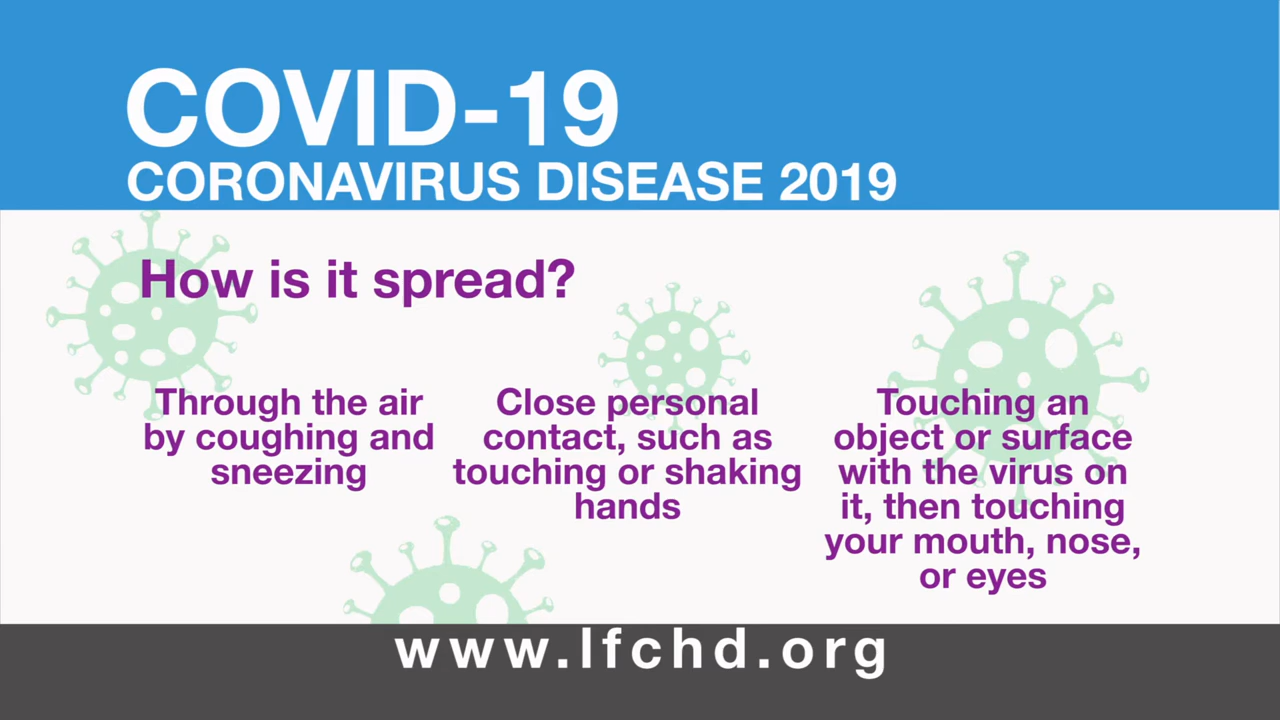 COVID-19
CORONAVIRUS DISEASE 2019
How is it spread?
Through the air
by coughing and
sneezing
Close personal
contact, such as
touching or shaking
hands
Touching an
object or surface
with the virus on
it, then touching
your mouth, nose,
or eyes
www.lfchd.org